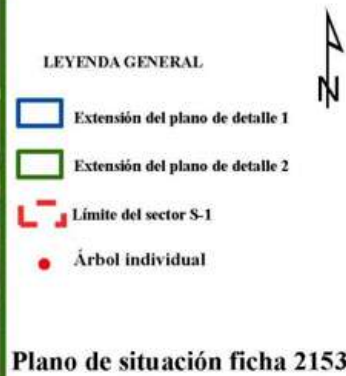 N
LEYENDA GENERAL
Extensión del plano de detalle 1
Extensión del plano de detalle 2
Límite del sector S-1
Árbol individual
Plano de situación ficha 2153